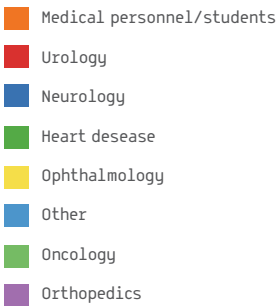 Medical personnel/students
Urology
Neurology
Heart desease
Ophthalmology
Other
Oncology
Orthopedics